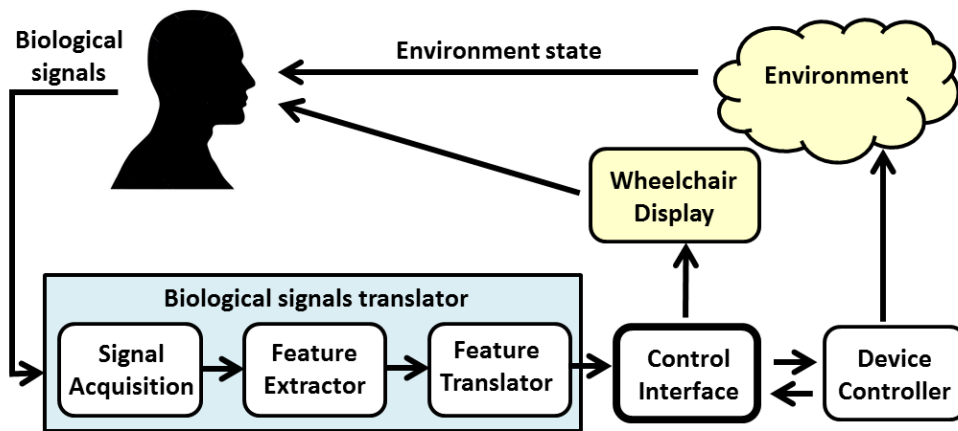 Biological
signals
Environment state
Environment
Wheelchair
Display
Biological signals translator
Signal
Acquisition
Feature
Extractor
Feature
Translator
Control
Interface
Device
Controller